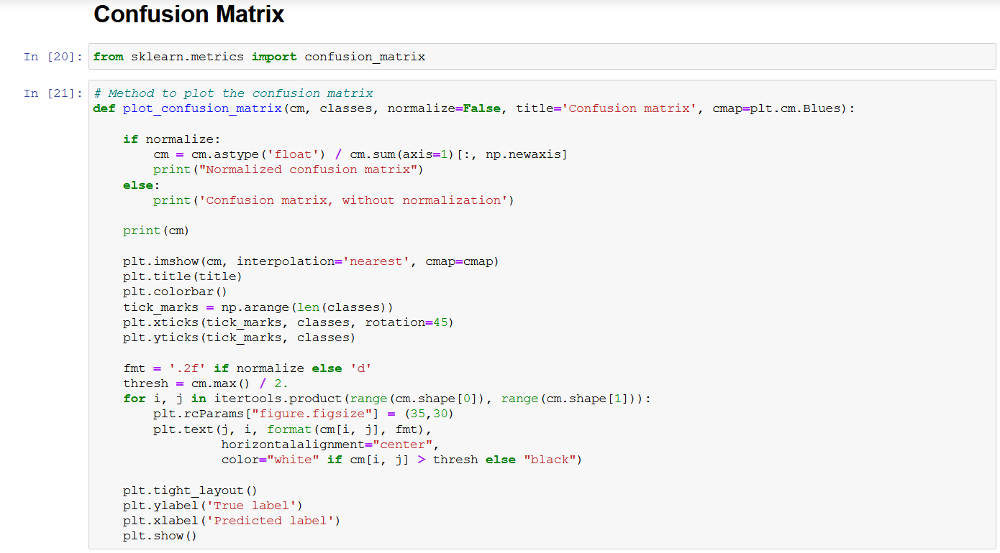 Confusion Matrix
In [20]: from sklearn.metrics import confusion_matrix
In [21]: # Method to plot the confusion matrix
def plot_confusion_matrix(cm, classes, normalize=False, title='Confusion matrix', cmap=plt.cm.Blues):
    if normalize:
        cm = cm.astype('float') / cm.sum(axis=1)[:, np.newaxis]
        print("Normalized confusion matrix")
    else:
        print('Confusion matrix, without normalization')
    print(cm)
    plt.imshow(cm, interpolation='nearest', cmap=cmap)
    plt.title(title)
    plt.colorbar()
    tick_marks = np.arange(len(classes))
    plt.xticks(tick_marks, classes, rotation=45)
    plt.yticks(tick_marks, classes)
    fmt = '.2f' if normalize else 'd'
    thresh = cm.max() / 2.
    for i, j in itertools.product(range(cm.shape[0]), range(cm.shape[1])):
        plt.rcParams["figure.figsize"] = (35,30)
        plt.text(j, i, format(cm[i, j], fmt),
                 horizontalalignment="center",
                 color="white" if cm[i, j] > thresh else "black")
    plt.tight_layout()
    plt.ylabel('True label')
    plt.xlabel('Predicted label')
    plt.show()